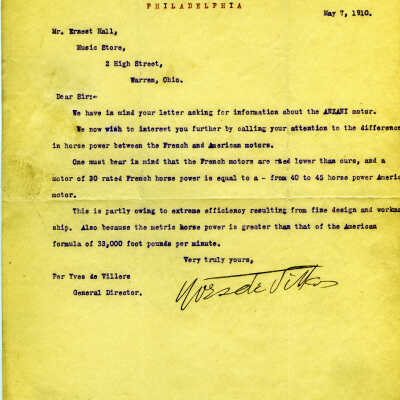 PHILADELPHIA
May 7, 1910.
Mr. Ernest Hall,
Music Store,
2 High Street,
Warren, Ohio.
Dear Sir:-
We have in mind your letter asking for information about the ANZANI motor.
We now wish to interest you further by calling your attention to the difference
in horse power between the French and American motors.
One must bear in mind that the French motors are rated lower than ours, and a
motor of 30 rated French horse power is equal to a - from 40 to 45 horse power Americ
motor.
This is partly owing to extreme efficiency resulting from fine design and workma
ship. Also because the metric horse power is greater than that of the American
formula of 33,000 foot pounds per minute.
Very truly yours,
Per Yves de Villers
General Director.
Yves de Villers